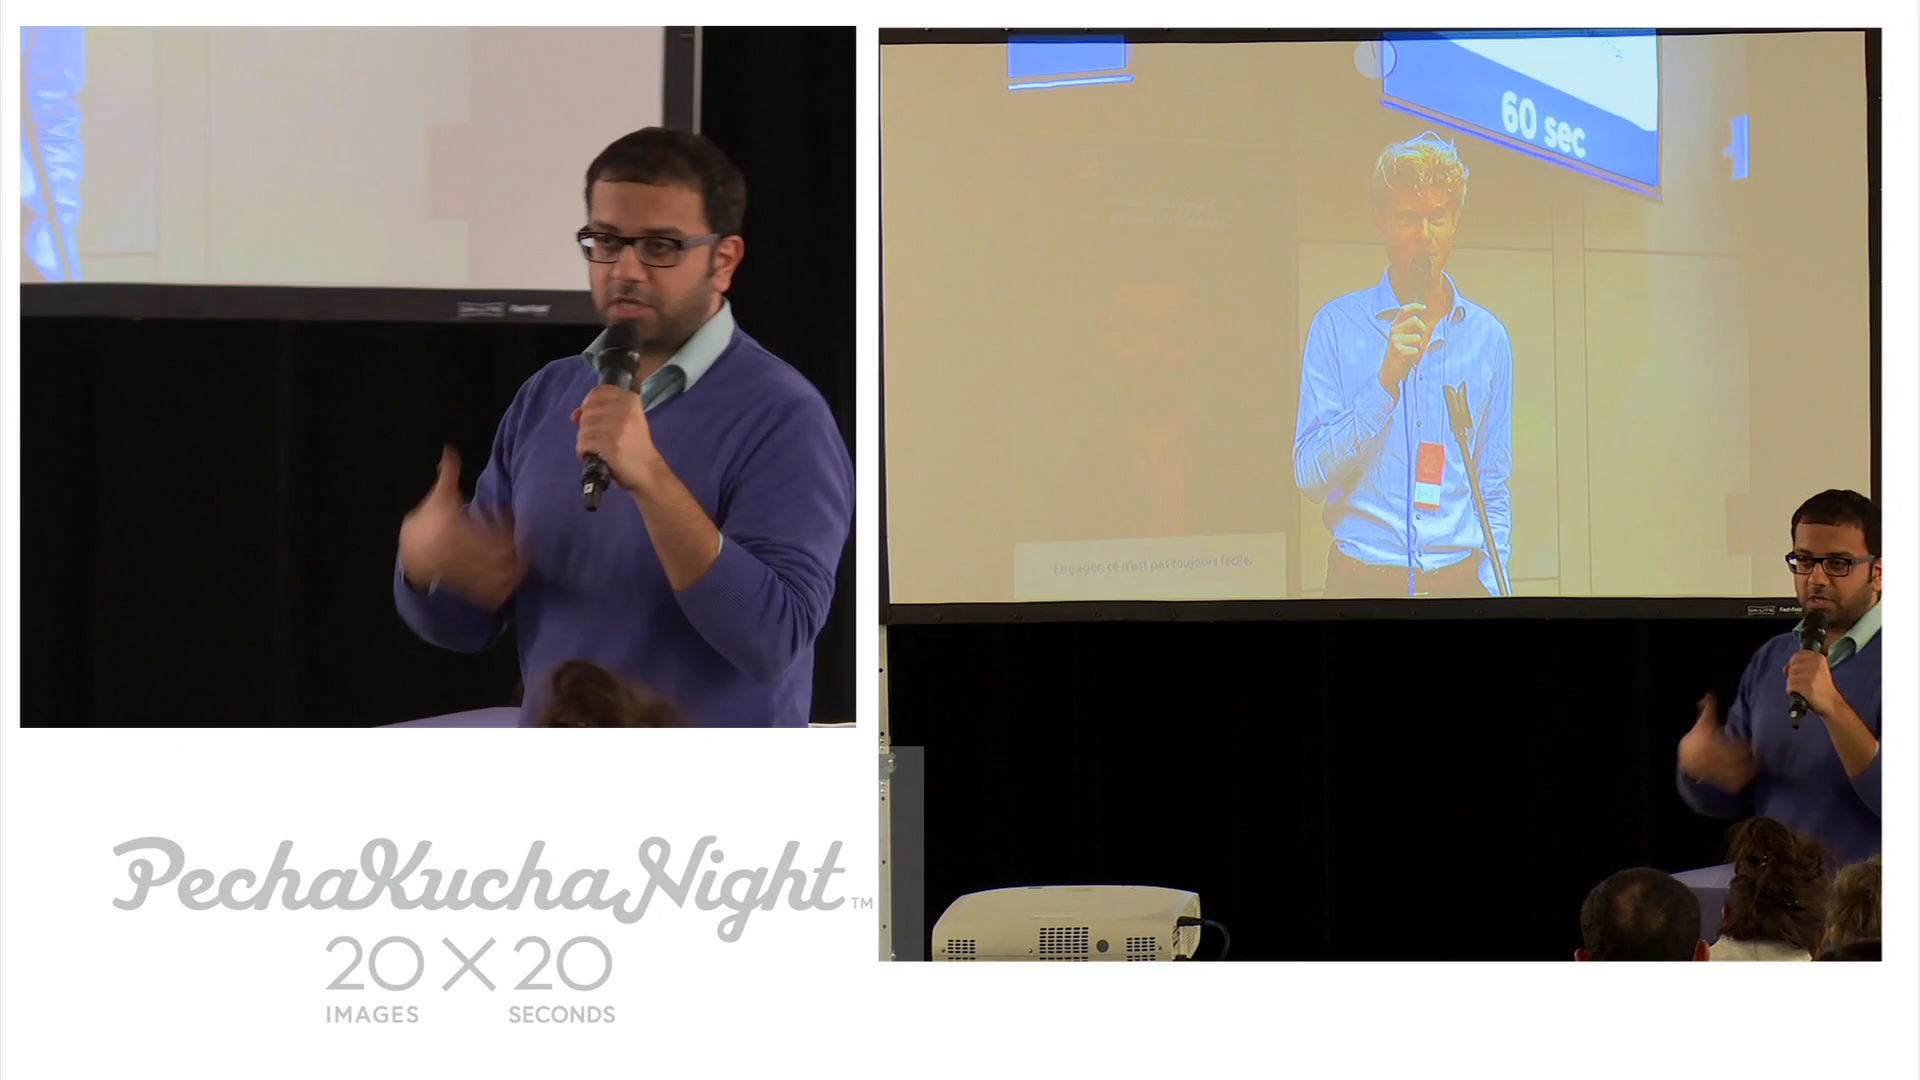 60 sec
Engager, ce n'est pas toujours facile.
PechaKuchaNight™
20 X 20
IMAGES SECONDS